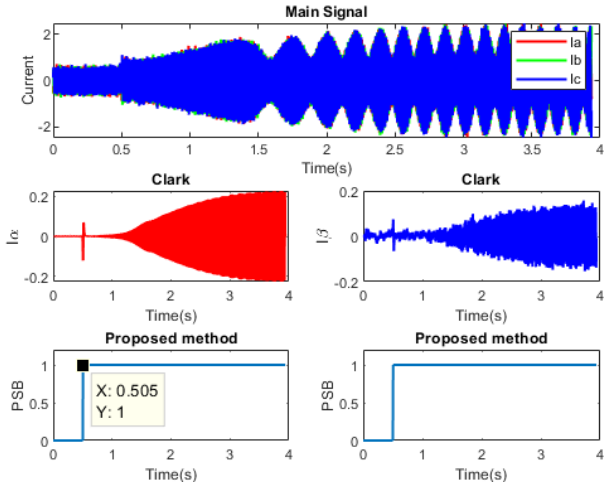 Main Signal
2
0
-2
Current
Ia
Ib
Ic
0 0.5 1 1.5 2 2.5 3 3.5 4
Time(s)
Clark
0.2
0
-0.2
Iα
0 1 2 3 4
Time(s)
Clark
0.2
0
-0.2
Iβ
0 1 2 3 4
Time(s)
Proposed method
1
0.5
0
PSB
X: 0.505
Y: 1
0 1 2 3 4
Time(s)
Proposed method
1
0.5
0
PSB
0 1 2 3 4
Time(s)